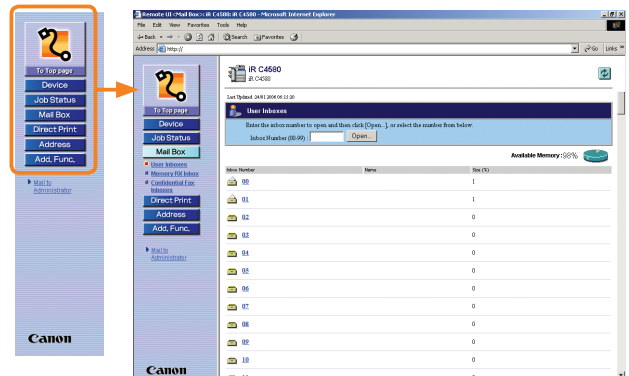 To Top page
Device
Job Status
Mail Box
Direct Print
Address
Add. Func.
Mail to
Administrator
Canon
Remote UI <Mail Box>: iR C4580: iR C4580 - Microsoft Internet Explorer
File Edit View Favorites Tools Help
Back Search Favorites
Address http:// Go Links
To Top page
Device
Job Status
Mail Box
User Inboxes
Memory RX Inbox
Confidential Fax
Inboxes
Direct Print
Address
Add. Func.
Mail to
Administrator
Canon
iR C4580
iR C4580
Last Updated: 24/01 2006 06:15:20
User Inboxes
Enter the inbox number to open and then click [Open...], or select the number from below.
Inbox Number (00-99) : Open...
Available Memory :98%
Inbox Number Name Size (%)
00 1
01 1
02 0
03 0
04 0
05 0
06 0
07 0
08 0
09 0
10 0